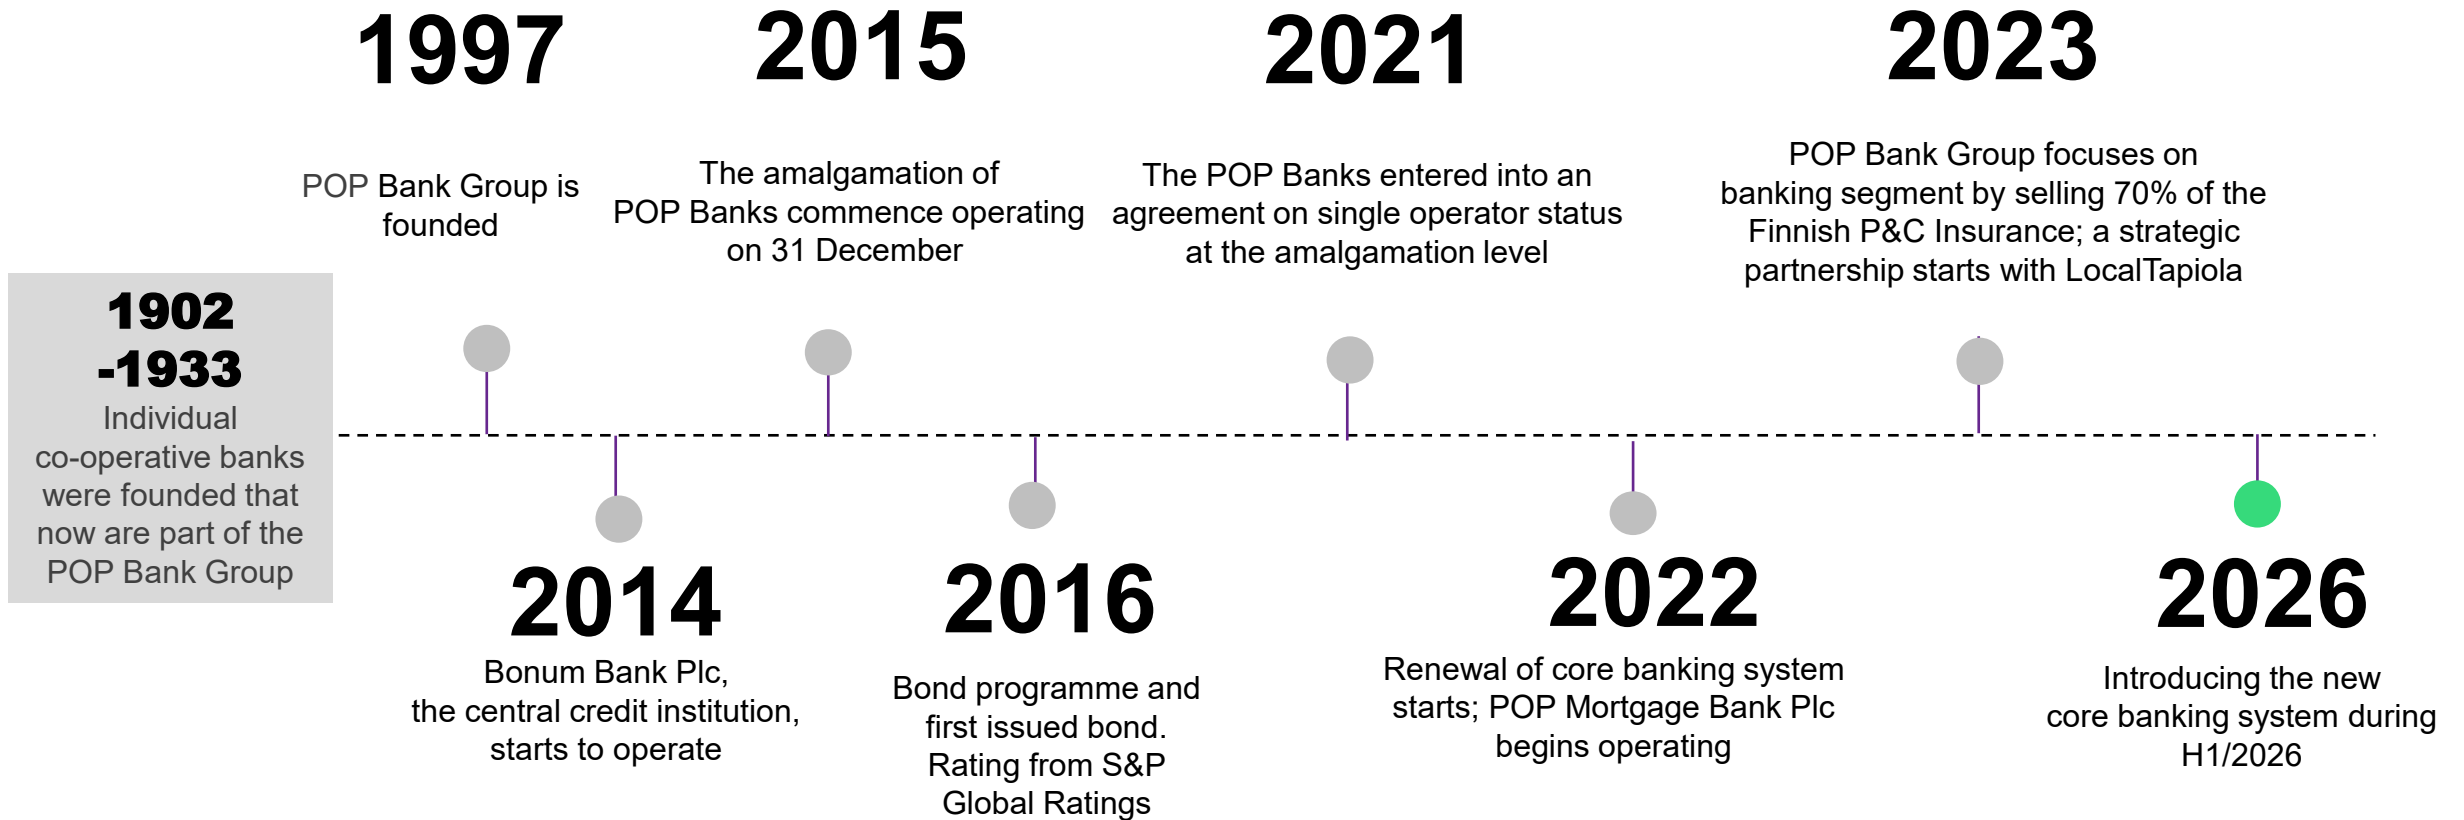 1902
-1933
Individual
co-operative banks
were founded that
now are part of the
POP Bank Group
1997
POP Bank Group is
founded
2014
Bonum Bank Plc,
the central credit institution,
starts to operate
2015
The amalgamation of
POP Banks commence operating
on 31 December
2016
Bond programme and
first issued bond.
Rating from S&P
Global Ratings
2021
The POP Banks entered into an
agreement on single operator status
at the amalgamation level
2022
Renewal of core banking system
starts; POP Mortgage Bank Plc
begins operating
2023
POP Bank Group focuses on
banking segment by selling 70% of the
Finnish P&C Insurance; a strategic
partnership starts with LocalTapiola
2026
Introducing the new
core banking system during
H1/2026